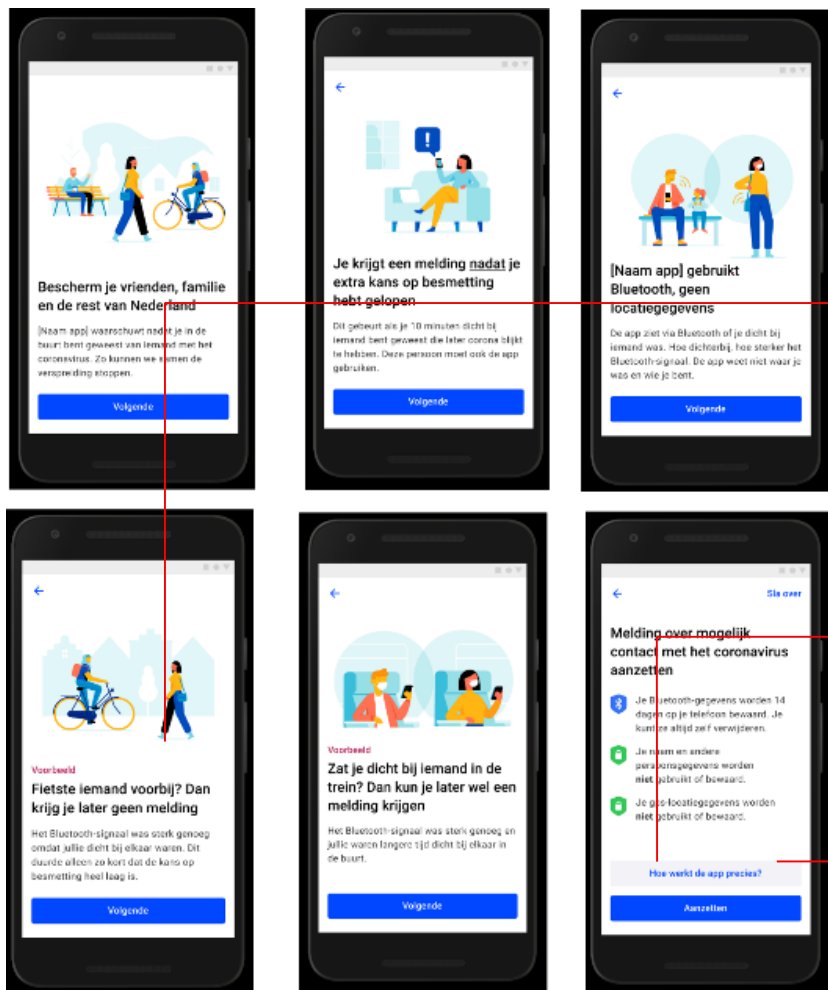 Bescherm je vrienden, familie
en de rest van Nederland
[Naam app] waarschuwt nadat je in de
buurt bent geweest van iemand met het
coronavirus. Zo kunnen we samen de
verspreiding stoppen.
Volgende
Je krijgt een melding nadat je
extra kans op besmetting
hebt gelopen
Dit gebeurt als je 10 minuten dicht bij
iemand bent geweest die later corona blijkt
te hebben. Deze persoon moet ook de app
gebruiken.
Volgende
[Naam app] gebruikt
Bluetooth, geen
locatiegegevens
De app ziet via Bluetooth of je dicht bij
iemand was. Hoe dichterbij, hoe sterker het
Bluetooth-signaal. De app weet niet waar je
was en wie je bent.
Volgende
Voorbeeld
Fietste iemand voorbij? Dan
krijg je later geen melding
Het Bluetooth-signaal was sterk genoeg
omdat jullie dicht bij elkaar waren. Dit
duurde alleen zo kort dat de kans op
besmetting heel laag is.
Volgende
Voorbeeld
Zat je dicht bij iemand in de
trein? Dan kun je later wel een
melding krijgen
Het Bluetooth-signaal was sterk genoeg en
jullie waren langere tijd dicht bij elkaar in
de buurt.
Volgende
Sla over
Melding over mogelijk
contact met het coronavirus
aanzetten
Je Bluetooth-gegevens worden 14
dagen op je telefoon bewaard. Je
kunt ze altijd zelf verwijderen.
Je naam en andere
persoonsgegevens worden
niet gebruikt of bewaard.
Je gps-locatiegegevens worden
niet gebruikt of bewaard.
Hoe werkt de app precies?
Aanzetten